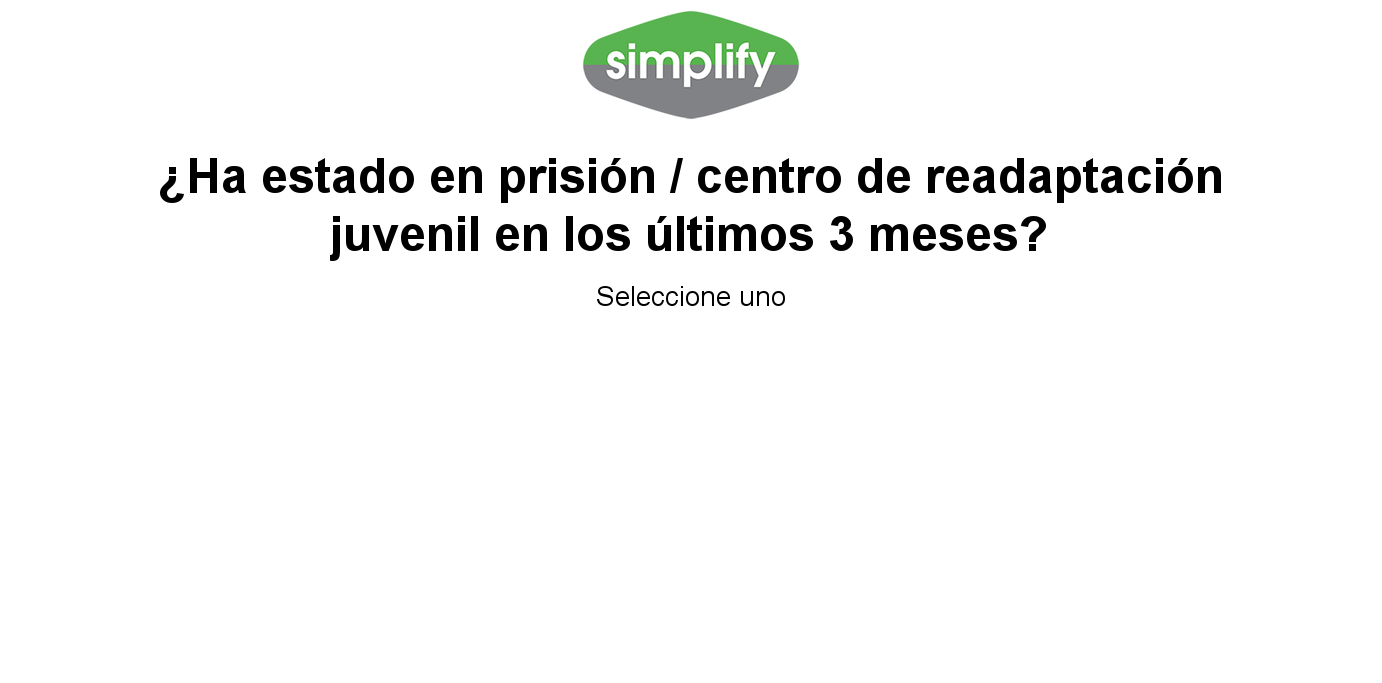 simplify
¿Ha estado en prisión / centro de readaptación
juvenil en los últimos 3 meses?
Seleccione uno